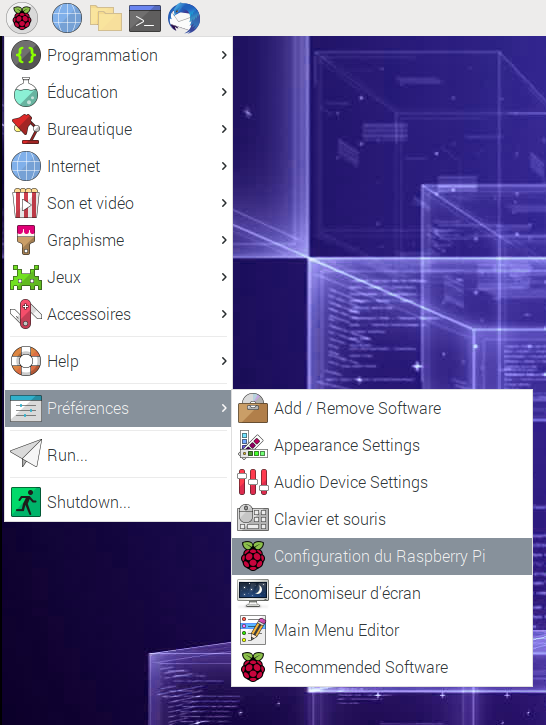 Programmation
Éducation
Bureautique
Internet
Son et vidéo
Graphisme
Jeux
Accessoires
Help
Préférences
Run...
Shutdown...
Add / Remove Software
Appearance Settings
Audio Device Settings
Clavier et souris
Configuration du Raspberry Pi
Économiseur d'écran
Main Menu Editor
Recommended Software